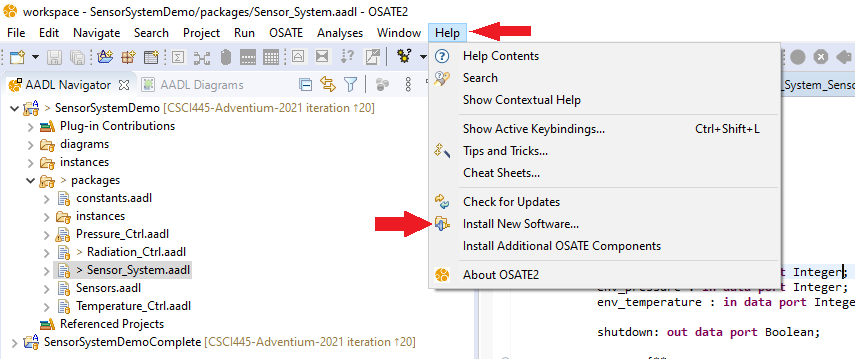 workspace - SensorSystemDemo/packages/Sensor_System.aadl - OSATE2
File Edit Navigate Search Project Run OSATE Analyses Window Help
AADL Navigator AADL Diagrams
SensorSystemDemo [CSCI445-Adventium-2021 iteration ↑20]
Plug-in Contributions
diagrams
instances
> packages
constants.aadl
instances
Pressure_Ctrl.aadl
> Radiation_Ctrl.aadl
> Sensor_System.aadl
Sensors.aadl
Temperature_Ctrl.aadl
Referenced Projects
SensorSystemDemoComplete [CSCI445-Adventium-2021 iteration ↑20]
Help Contents
Search
Show Contextual Help
Show Active Keybindings... Ctrl+Shift+L
Tips and Tricks...
Cheat Sheets...
Check for Updates
Install New Software...
Install Additional OSATE Components
About OSATE2
_System_Senso
port Integer;
env_pressure : in data port Integer;
env_temperature : in data port Intege
shutdown: out data port Boolean;
{**